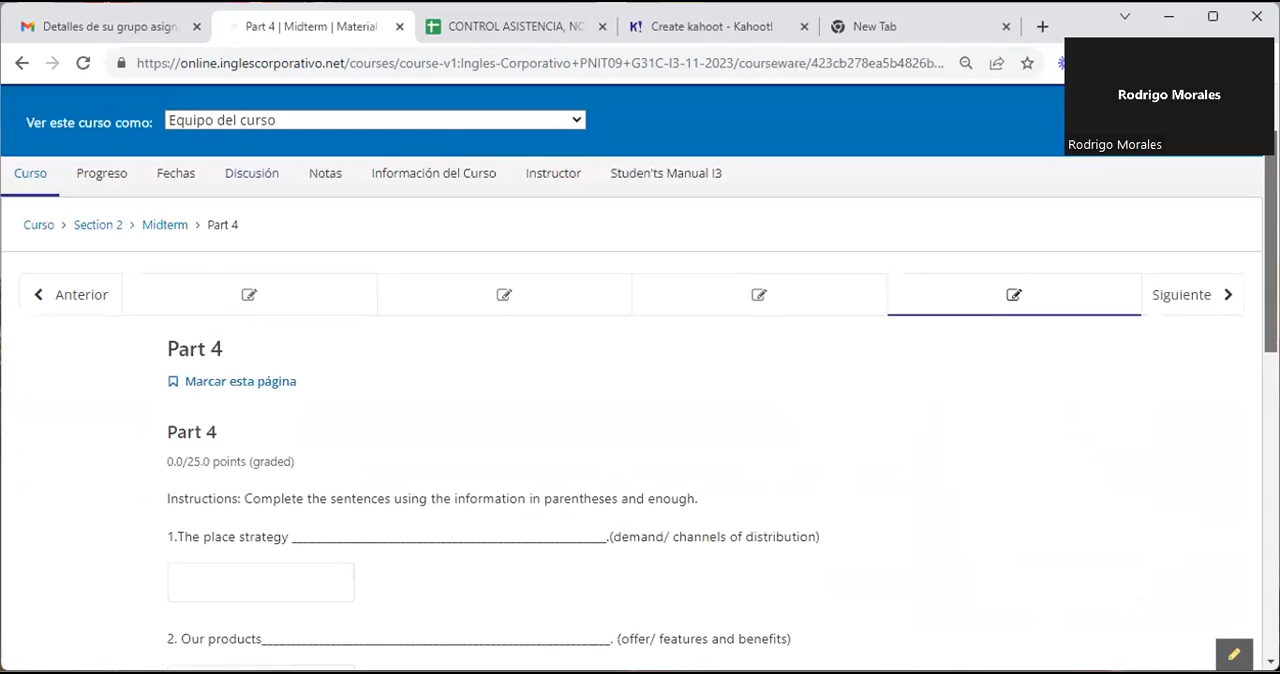 Detalles de su grupo asign
Part 4 | Midterm | Material
CONTROL ASISTENCIA, NC
K! Create kahoot - Kahoot!
New Tab
https://online.inglescorporativo.net/courses/course-v1:Ingles-Corporativo+PNIT09+G31C-I3-11-2023/courseware/423cb278ea5b4826b...
Rodrigo Morales
Rodrigo Morales
Ver este curso como: Equipo del curso
Curso Progreso Fechas Discusión Notas Información del Curso Instructor Studen'ts Manual I3
Curso > Section 2 > Midterm > Part 4
Anterior
Siguiente
Part 4
Marcar esta página
Part 4
0.0/25.0 points (graded)
Instructions: Complete the sentences using the information in parentheses and enough.
1.The place strategy ______________________________________.(demand/ channels of distribution)
2. Our products__________________________________________. (offer/ features and benefits)